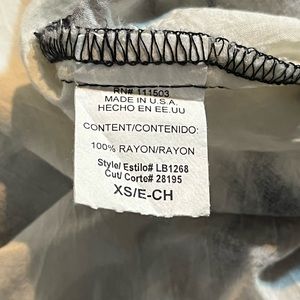 RN# 111503
MADE IN U.S.A.
HECHO EN EE.UU
CONTENT/CONTENIDO:
100% RAYON/RAYON
Style/ Estilo# LB1268
Cut/ Corte# 28195
XS/E-CH